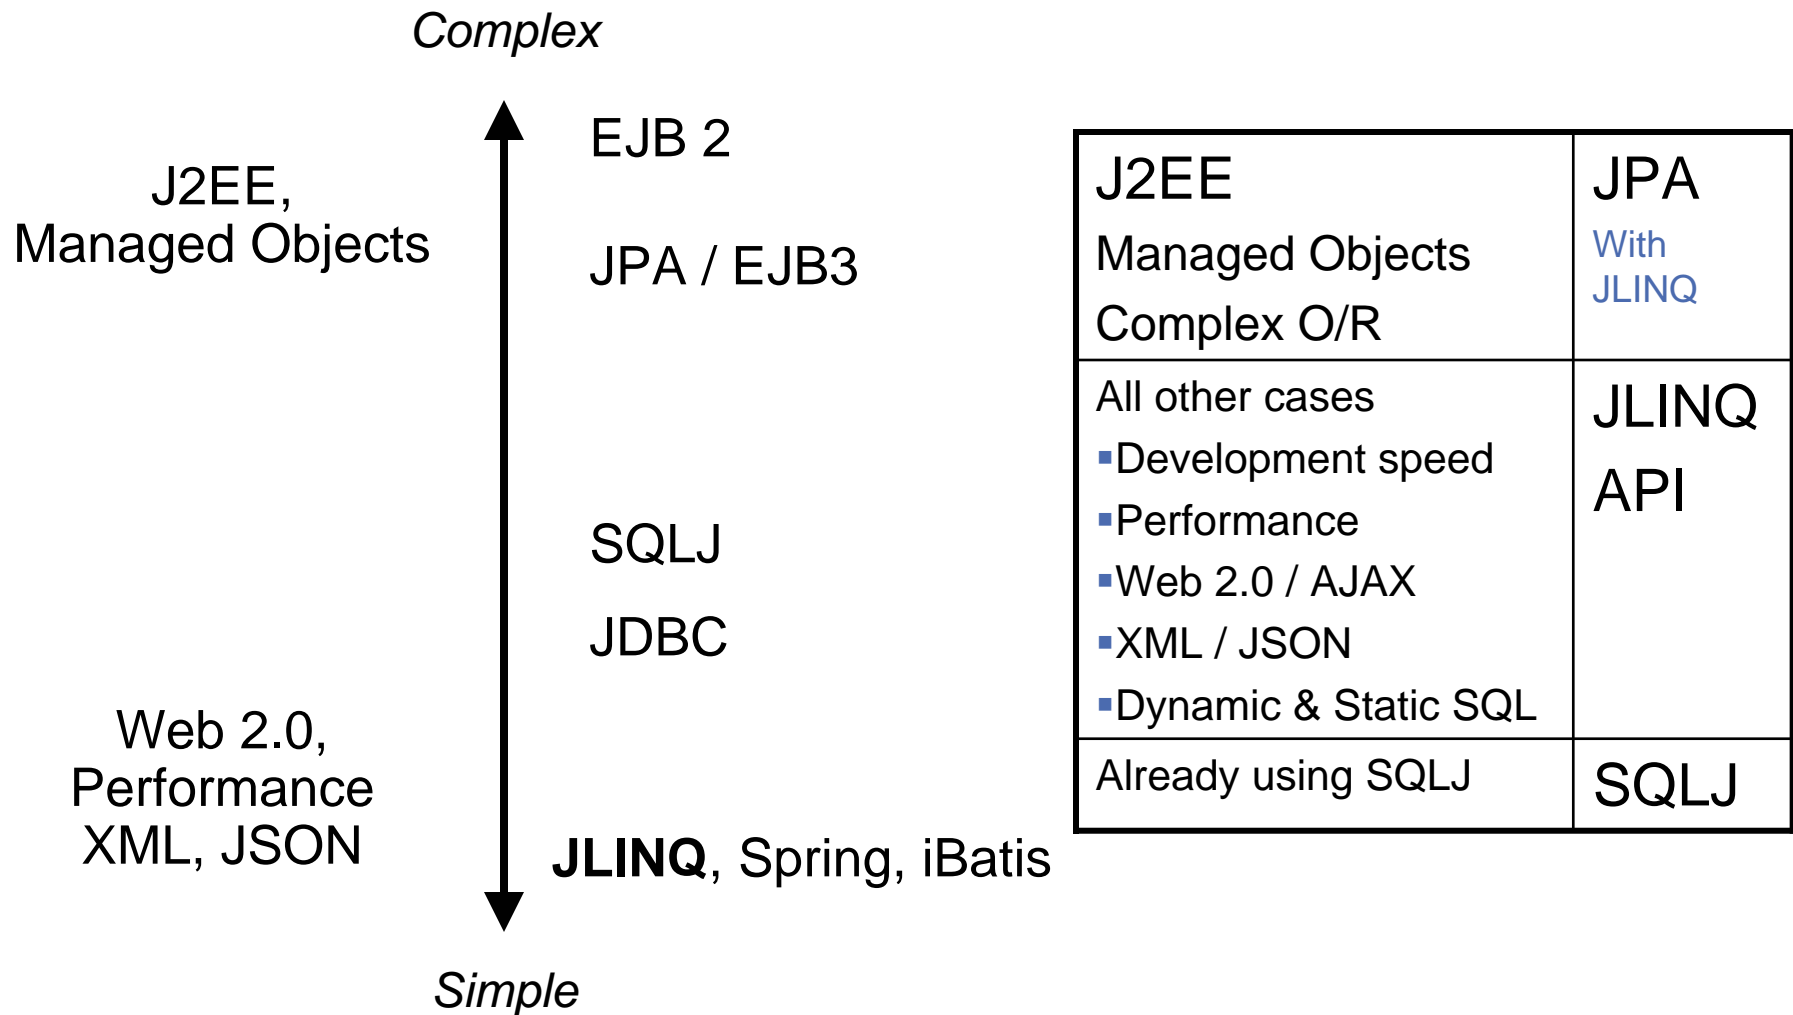 Complex
J2EE,
Managed Objects
Web 2.0,
Performance
XML, JSON
EJB 2
JPA / EJB3
SQLJ
JDBC
JLINQ, Spring, iBatis
Simple
J2EE
Managed Objects
Complex O/R
JPA
With
JLINQ
All other cases
▪Development speed
▪Performance
▪Web 2.0 / AJAX
▪XML / JSON
▪Dynamic & Static SQL
JLINQ
API
Already using SQLJ
SQLJ